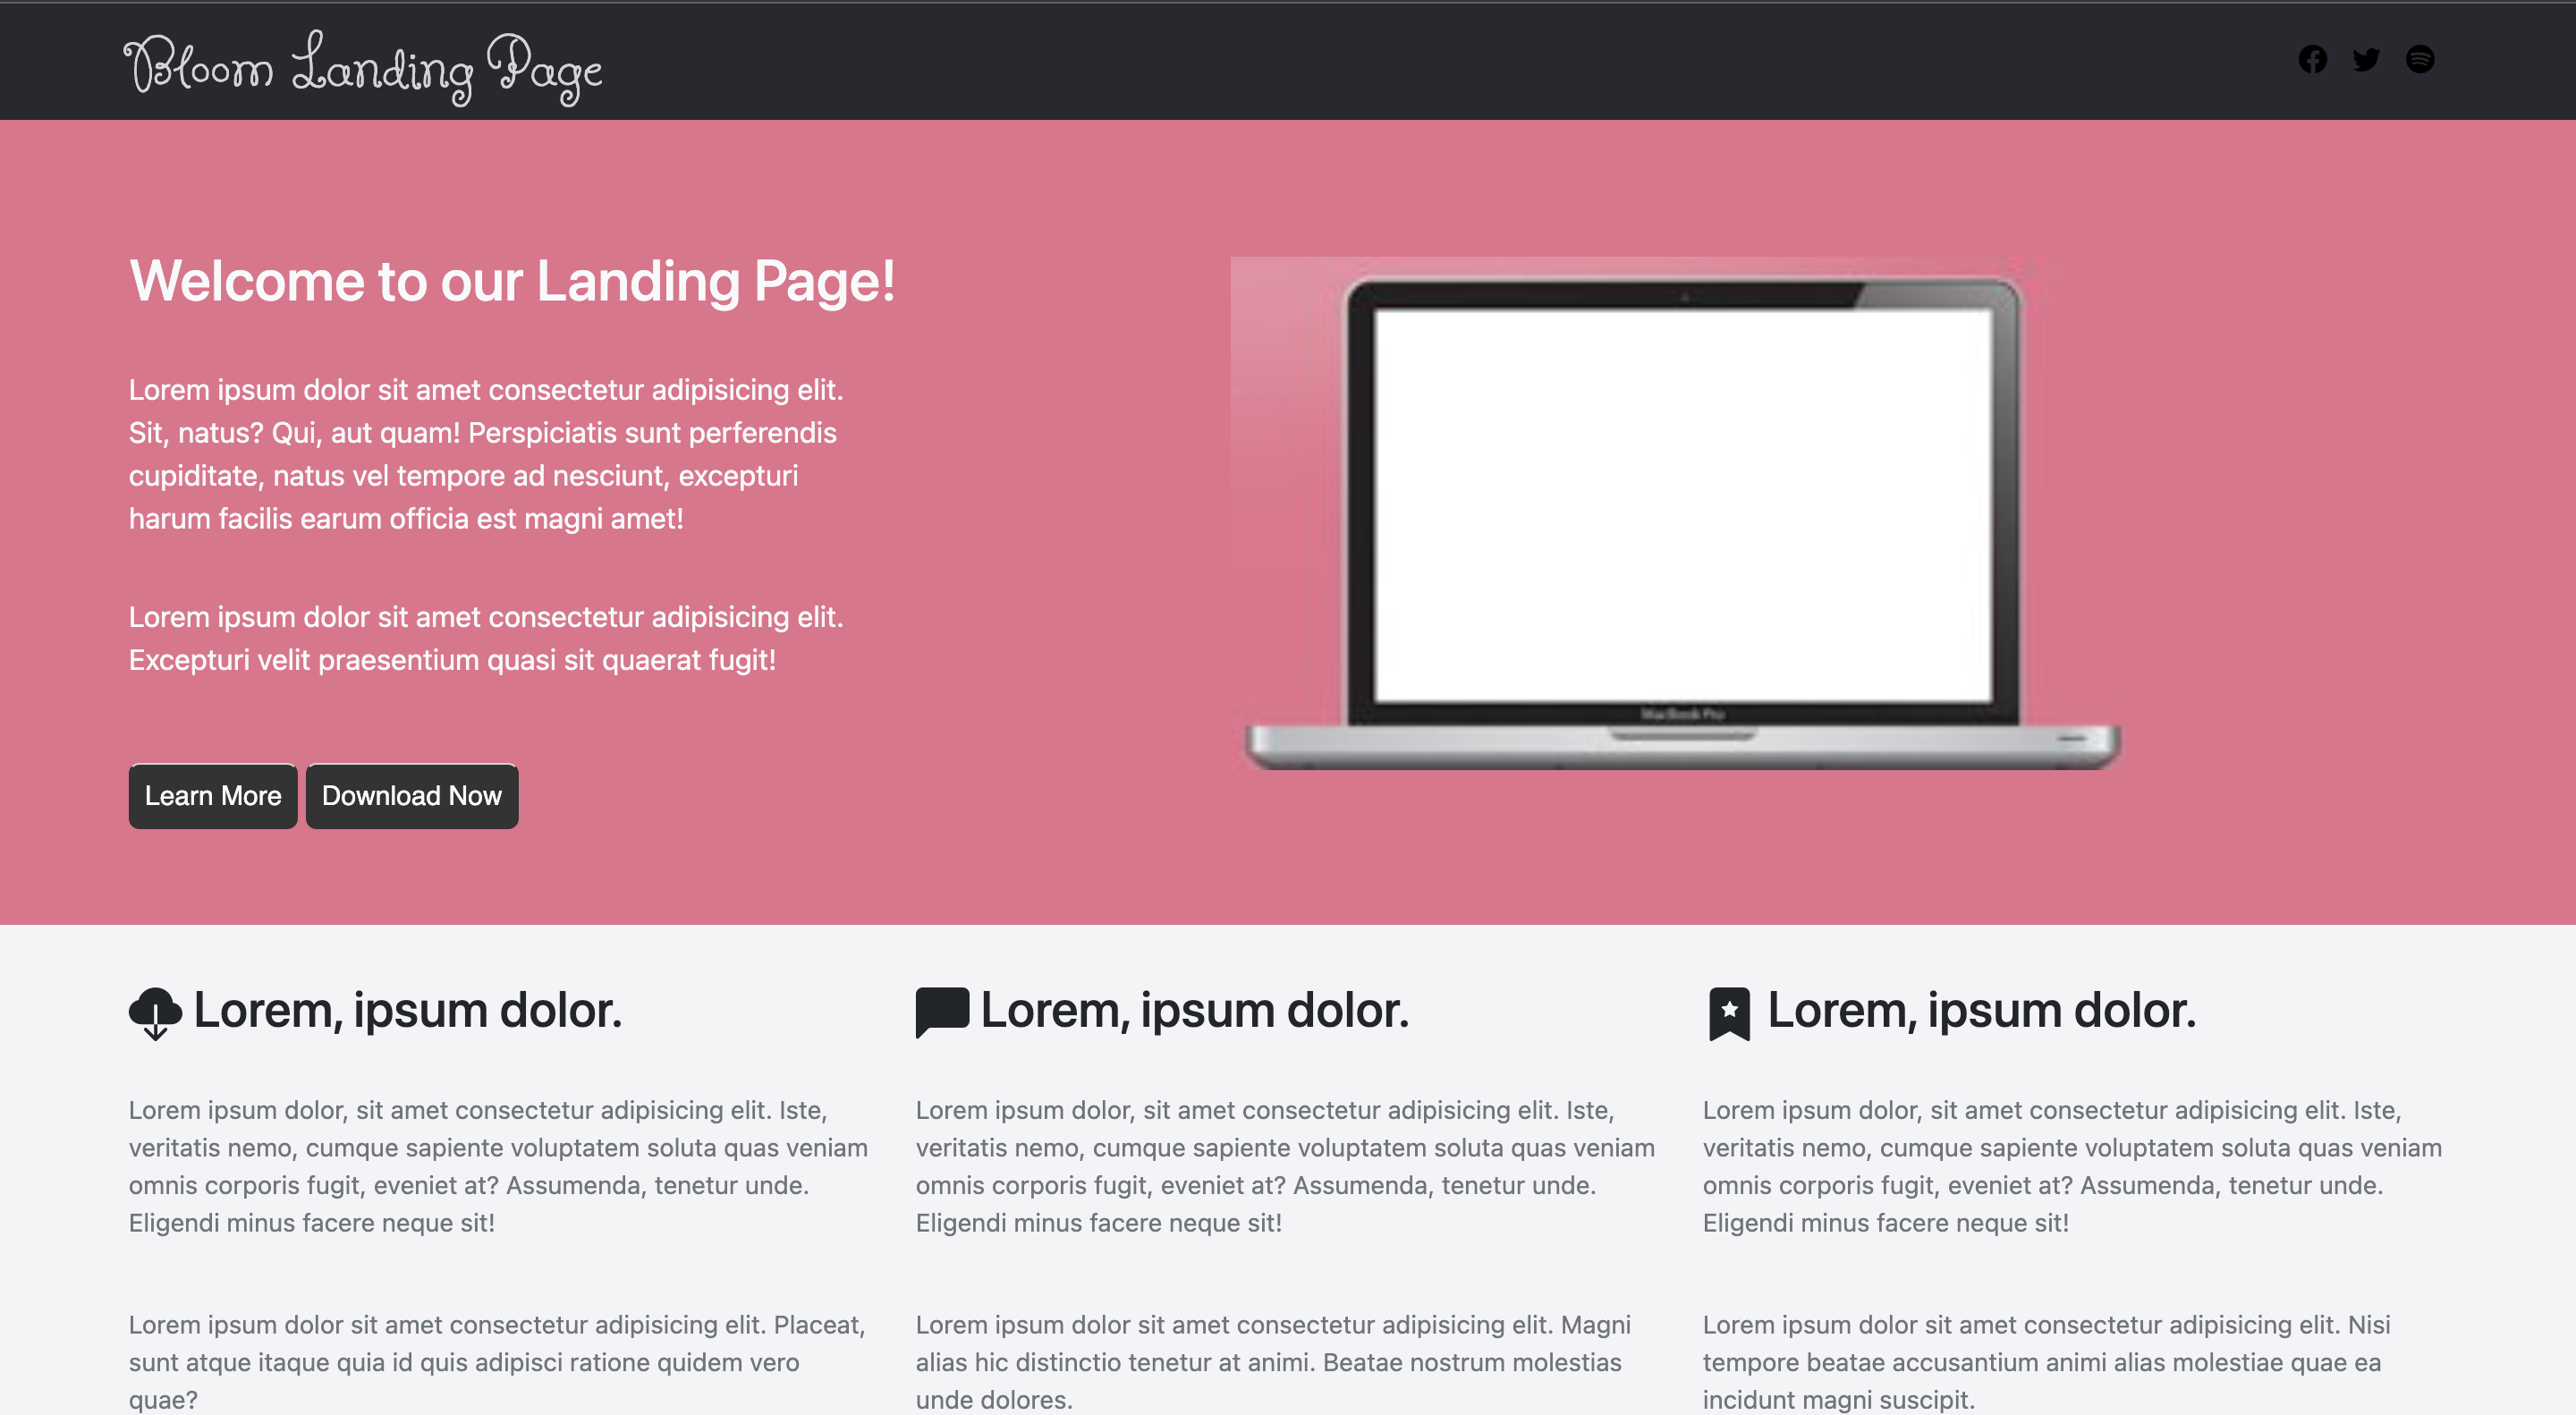 Bloom Landing Page
Welcome to our Landing Page!
Lorem ipsum dolor sit amet consectetur adipisicing elit.
Sit, natus? Qui, aut quam! Perspiciatis sunt perferendis
cupiditate, natus vel tempore ad nesciunt, excepturi
harum facilis earum officia est magni amet!
Lorem ipsum dolor sit amet consectetur adipisicing elit.
Excepturi velit praesentium quasi sit quaerat fugit!
Learn More Download Now
MacBook Pro
Lorem, ipsum dolor.
Lorem ipsum dolor, sit amet consectetur adipisicing elit. Iste,
veritatis nemo, cumque sapiente voluptatem soluta quas veniam
omnis corporis fugit, eveniet at? Assumenda, tenetur unde.
Eligendi minus facere neque sit!
Lorem ipsum dolor sit amet consectetur adipisicing elit. Placeat,
sunt atque itaque quia id quis adipisci ratione quidem vero
quae?
Lorem, ipsum dolor.
Lorem ipsum dolor, sit amet consectetur adipisicing elit. Iste,
veritatis nemo, cumque sapiente voluptatem soluta quas veniam
omnis corporis fugit, eveniet at? Assumenda, tenetur unde.
Eligendi minus facere neque sit!
Lorem ipsum dolor sit amet consectetur adipisicing elit. Magni
alias hic distinctio tenetur at animi. Beatae nostrum molestias
unde dolores.
Lorem, ipsum dolor.
Lorem ipsum dolor, sit amet consectetur adipisicing elit. Iste,
veritatis nemo, cumque sapiente voluptatem soluta quas veniam
omnis corporis fugit, eveniet at? Assumenda, tenetur unde.
Eligendi minus facere neque sit!
Lorem ipsum dolor sit amet consectetur adipisicing elit. Nisi
tempore beatae accusantium animi alias molestiae quae ea
incidunt magni suscipit.